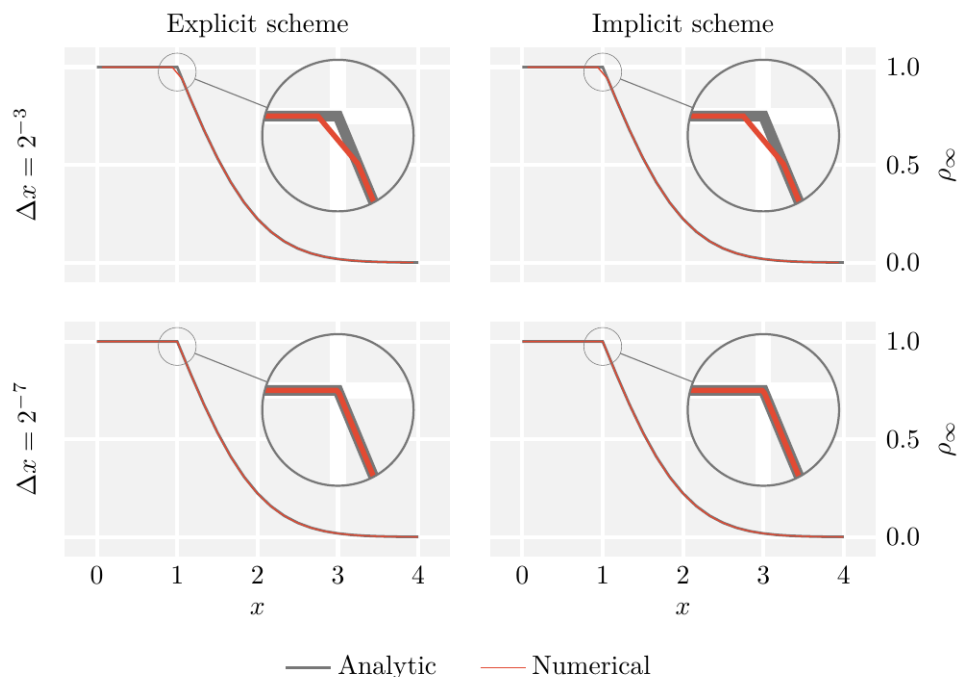 Explicit scheme
Implicit scheme
Δx = 2⁻³
1.0
0.5
0.0
ρ∞
Δx = 2⁻⁷
1.0
0.5
0.0
ρ∞
0 1 2 3 4
x
0 1 2 3 4
x
Analytic
Numerical